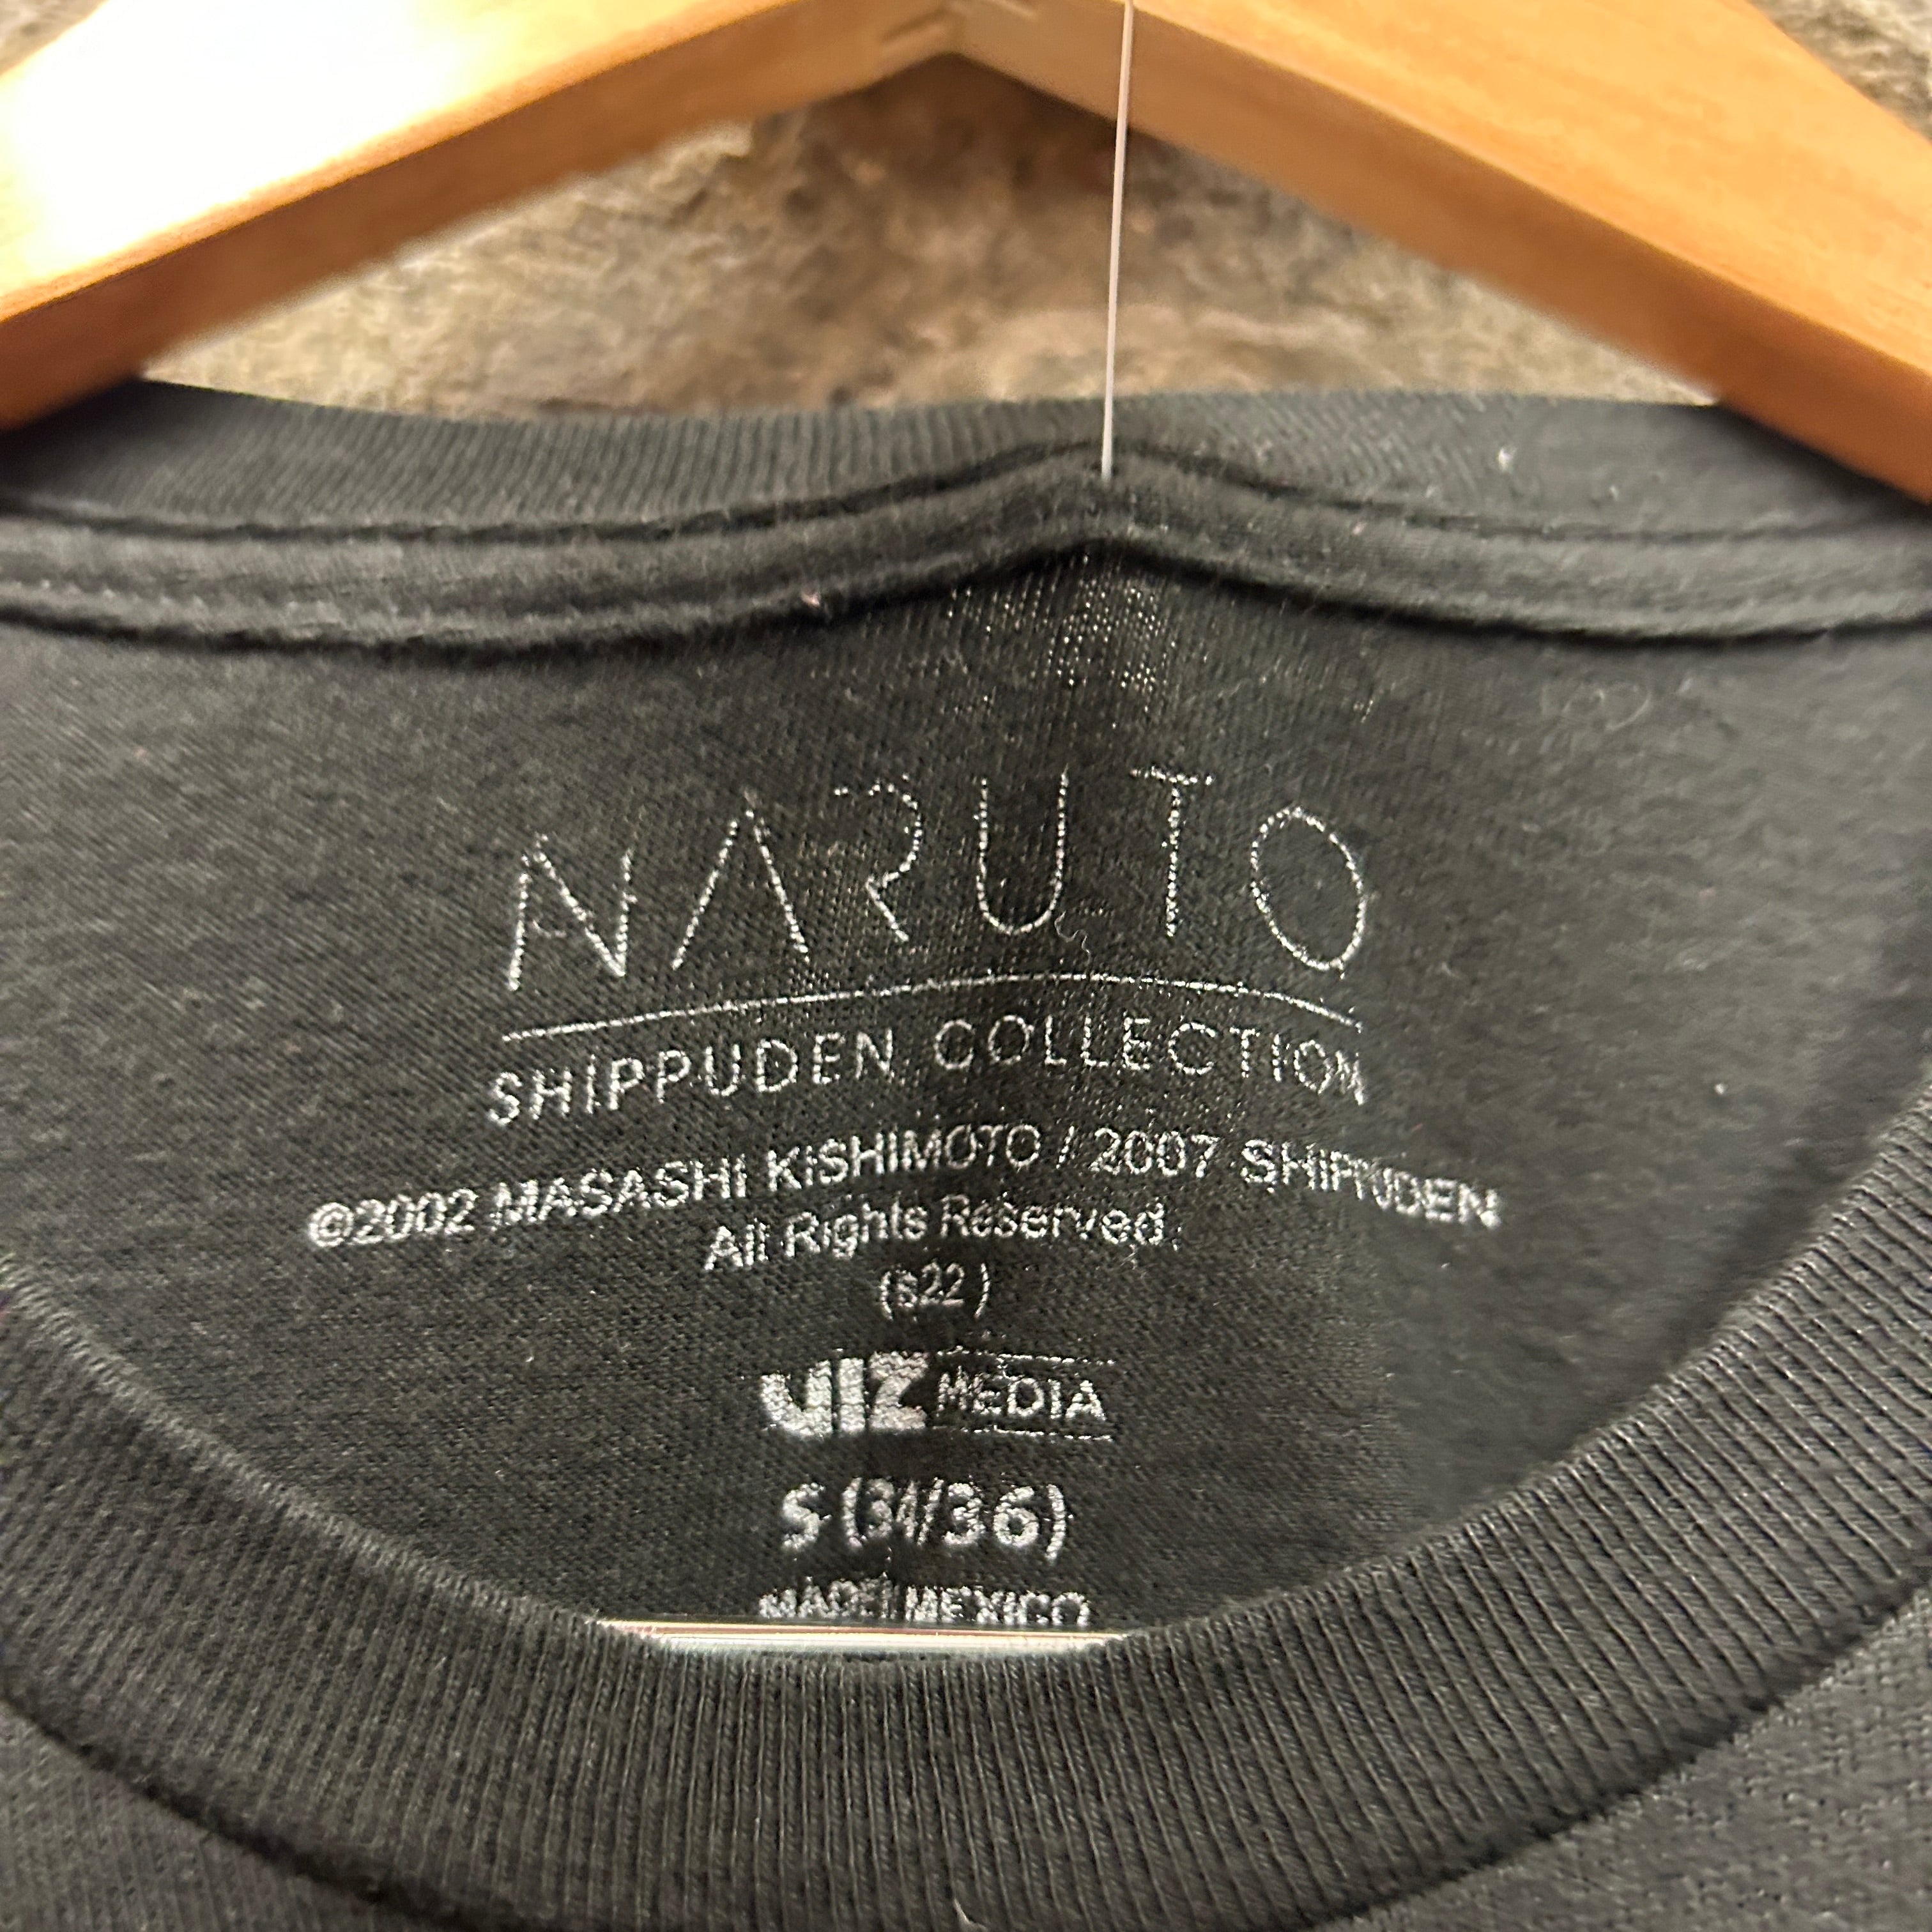 NARUTO
SHIPPUDEN COLLECTION
©2002 MASASHI KISHIMOTO / 2007 SHIPPUDEN
All Rights Reserved.
(s22)
VIZ MEDIA
S (34/36)
MADE IN MEXICO